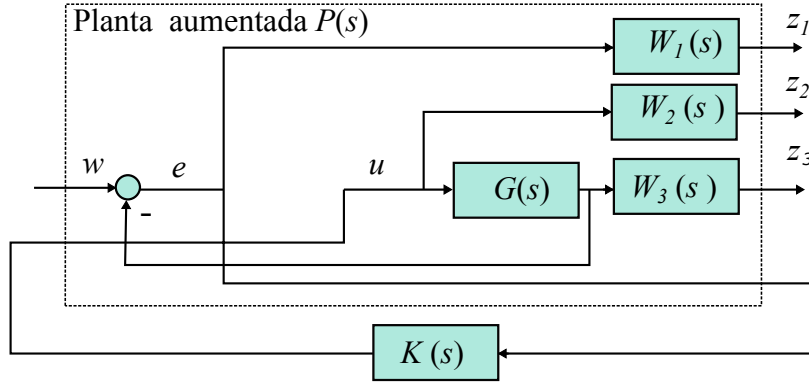 Planta aumentada P(s)
W1(s)
z1
W2(s )
z2
w
e
u
G(s)
W3(s )
z3
-
K (s)